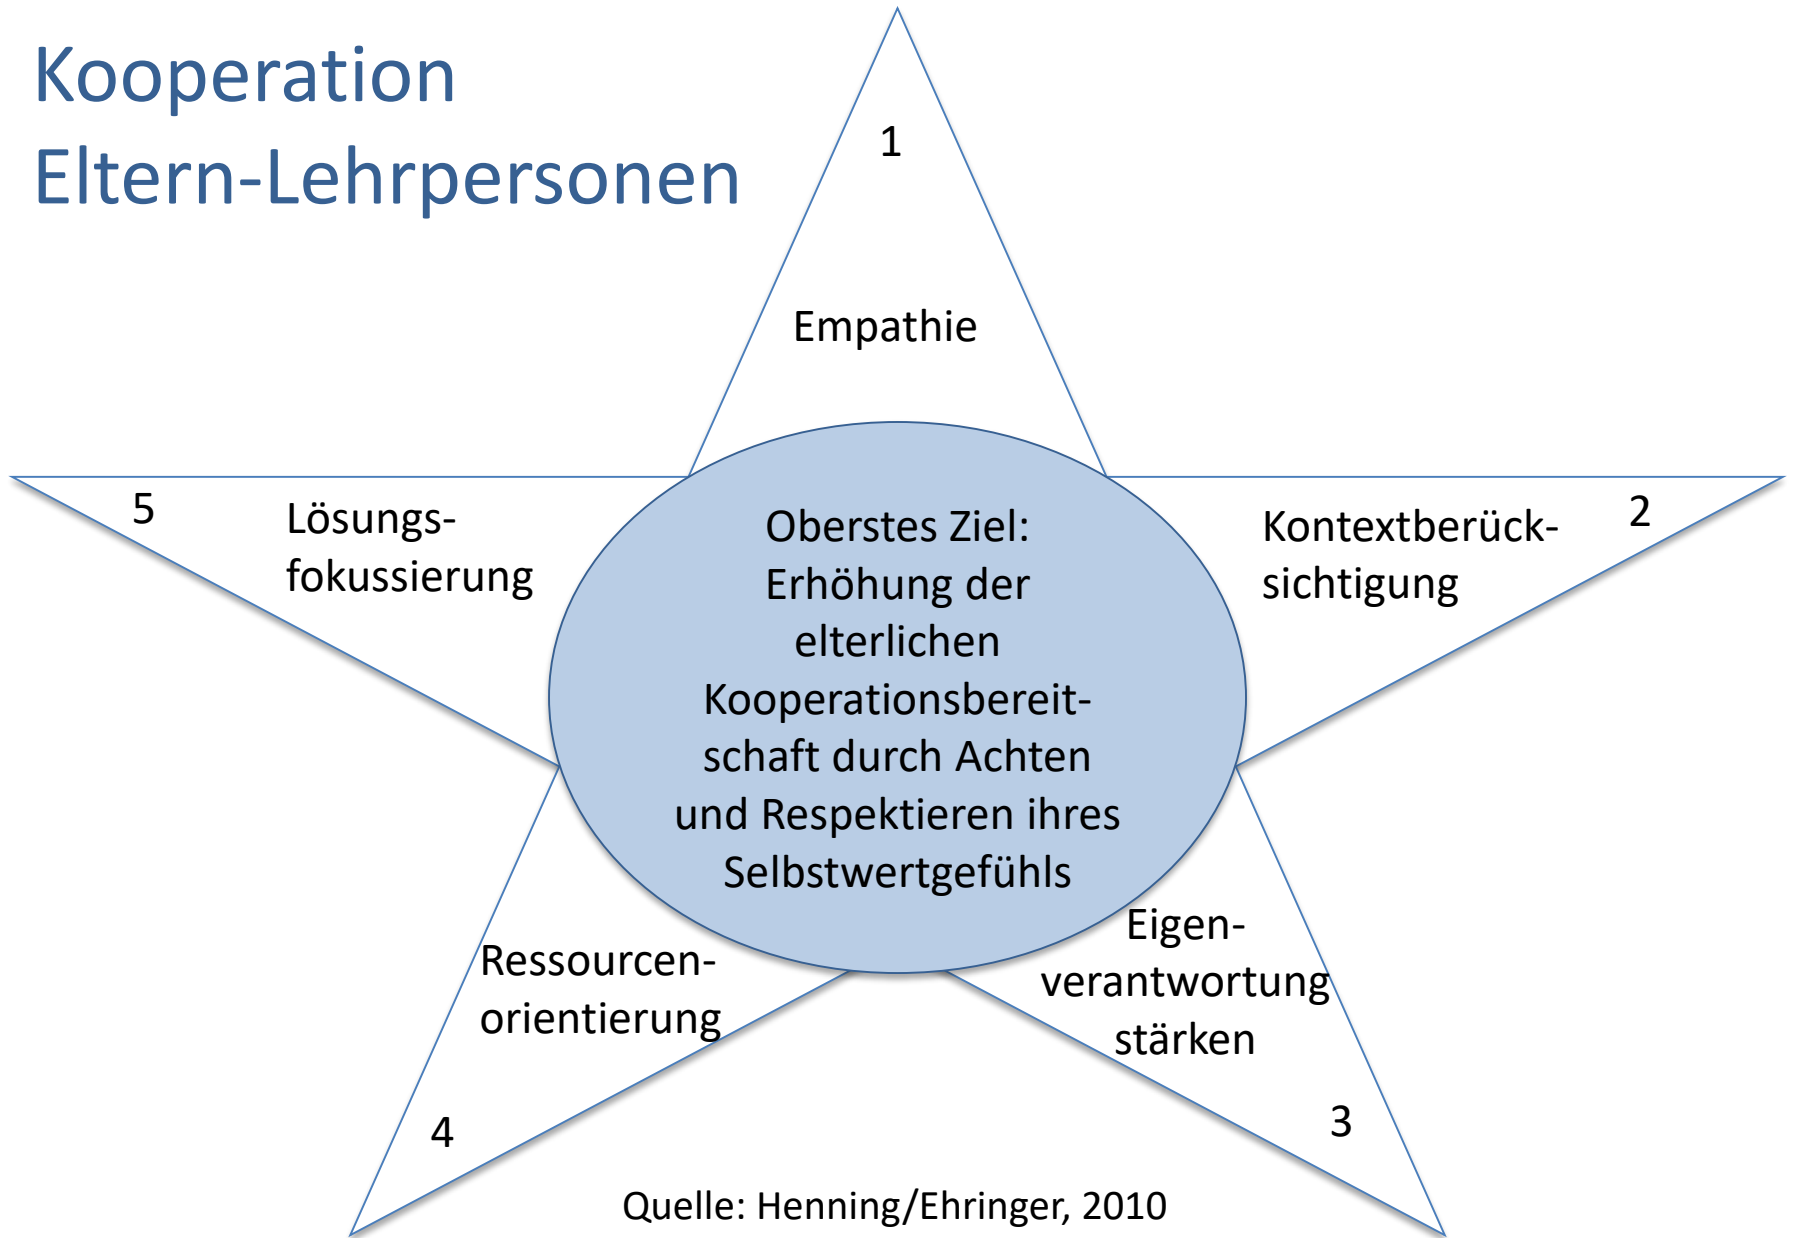 Kooperation
Eltern-Lehrpersonen
1
Empathie
5
Lösungs-
fokussierung
Oberstes Ziel:
Erhöhung der
elterlichen
Kooperationsbereit-
schaft durch Achten
und Respektieren ihres
Selbstwertgefühls
Kontextberück-
sichtigung
2
Ressourcen-
orientierung
4
Eigen-
verantwortung
stärken
3
Quelle: Henning/Ehringer, 2010